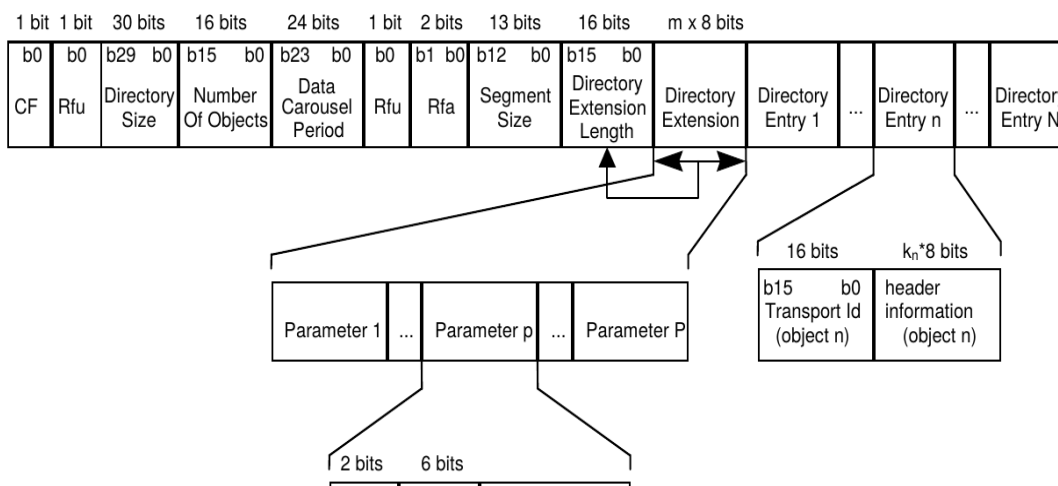 1 bit 1 bit 30 bits 16 bits 24 bits 1 bit 2 bits 13 bits 16 bits m x 8 bits
b0 b0 b29 b0 b15 b0 b23 b0 b0 b1 b0 b12 b0 b15 b0
CF
Rfu
Directory
Size
Number
Of Objects
Data
Carousel
Period
Rfu
Rfa
Segment
Size
Directory
Extension
Length
Directory
Extension
Directory
Entry 1
...
Directory
Entry n
...
Directory
Entry N
16 bits kn*8 bits
b15 b0
Transport Id
(object n)
header
information
(object n)
Parameter 1 ... Parameter p ... Parameter P
2 bits 6 bits